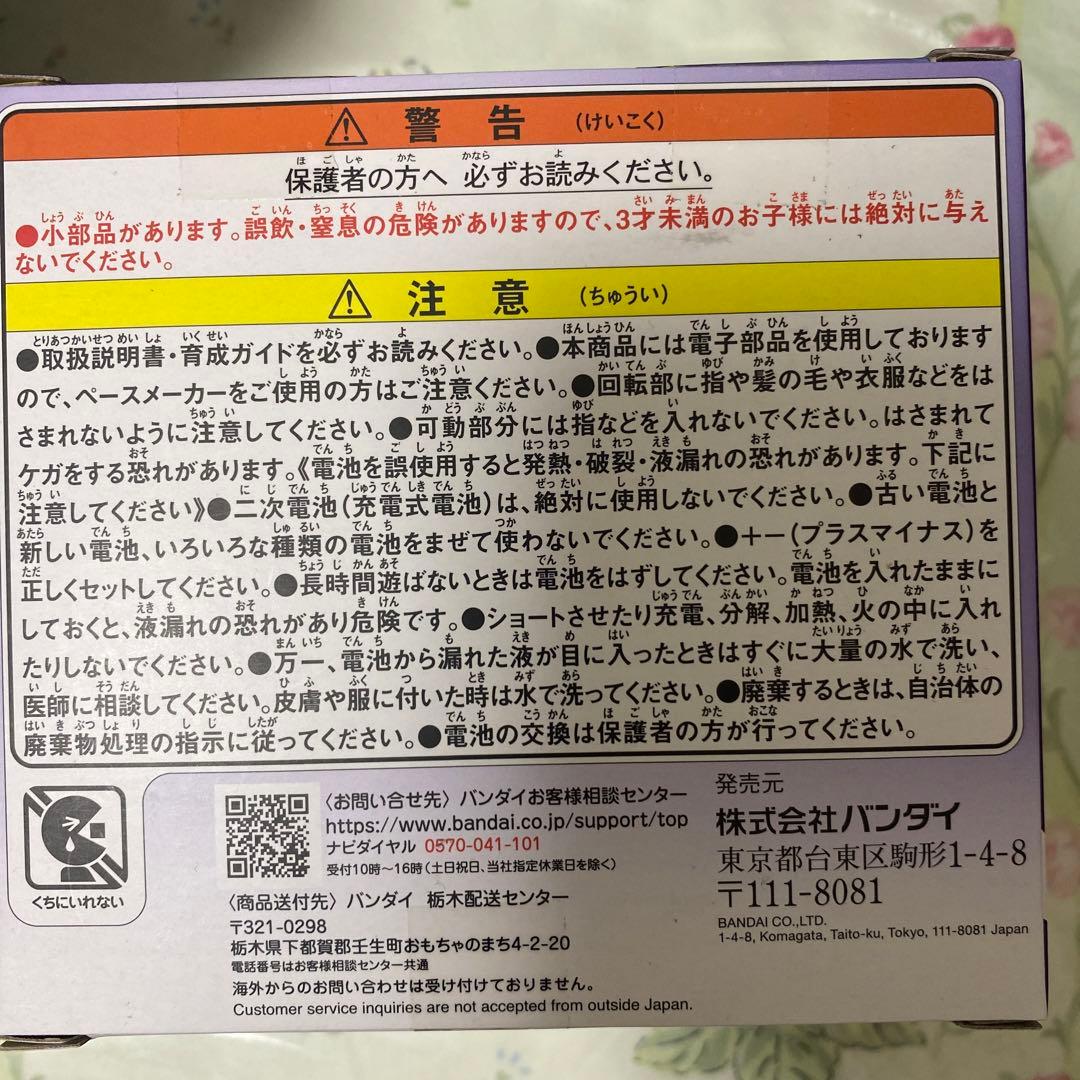 警告 (けいこく)
保護者の方へ 必ずお読みください。
●小部品があります。誤飲・窒息の危険がありますので、3才未満のお子様には絶対に与え
ないでください。
注意 (ちゅうい)
●取扱説明書・育成ガイドを必ずお読みください。●本商品には電子部品を使用しております
ので、ペースメーカーをご使用の方はご注意ください。●回転部に指や髪の毛や衣服などをは
さまれないように注意してください。●可動部分には指などを入れないでください。はさまれて
ケガをする恐れがあります。《電池を誤使用すると発熱・破裂・液漏れの恐れがあります。下記に
注意してください》●二次電池(充電式電池)は、絶対に使用しないでください。●古い電池と
新しい電池、いろいろな種類の電池をまぜて使わないでください。●+-(プラスマイナス)を
正しくセットしてください。●長時間遊ばないときは電池をはずしてください。電池を入れたままに
しておくと、液漏れの恐れがあり危険です。●ショートさせたり充電、分解、加熱、火の中に入れ
たりしないでください。●万一、電池から漏れた液が目に入ったときはすぐに大量の水で洗い、
医師に相談してください。皮膚や服に付いた時は水で洗ってください。●廃棄するときは、自治体の
廃棄物処理の指示に従ってください。●電池の交換は保護者の方が行ってください。
くちにいれない
〈お問い合せ先〉バンダイお客様相談センター
https://www.bandai.co.jp/support/top
ナビダイヤル 0570-041-101
受付10時〜16時(土日祝日、当社指定休業日を除く)
〈商品送付先〉バンダイ 栃木配送センター
〒321-0298
栃木県下都賀郡壬生町おもちゃのまち4-2-20
電話番号はお客様相談センター共通
海外からのお問い合わせは受け付けておりません。
Customer service inquiries are not accepted from outside Japan.
発売元
株式会社バンダイ
東京都台東区駒形1-4-8
〒111-8081
BANDAI CO.,LTD.
1-4-8, Komagata, Taito-ku, Tokyo, 111-8081 Japan